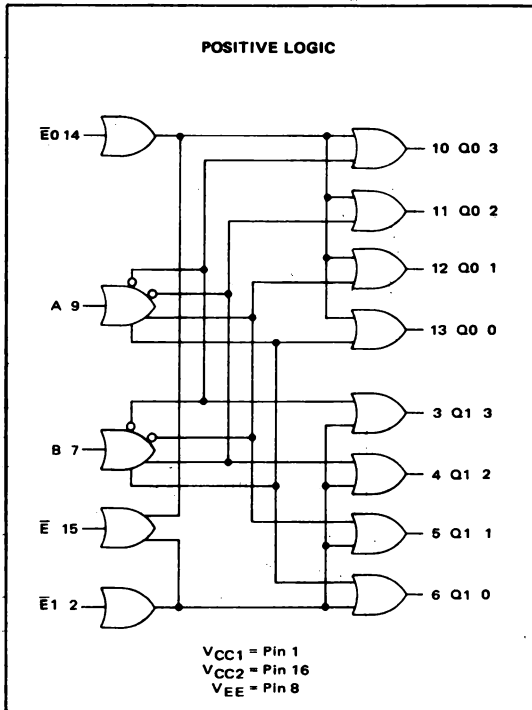 POSITIVE LOGIC
E̅0 14
10 Q0 3
11 Q0 2
12 Q0 1
A 9
13 Q0 0
3 Q1 3
B 7
4 Q1 2
E̅ 15
5 Q1 1
E̅1 2
6 Q1 0
VCC1 = Pin 1
VCC2 = Pin 16
VEE = Pin 8